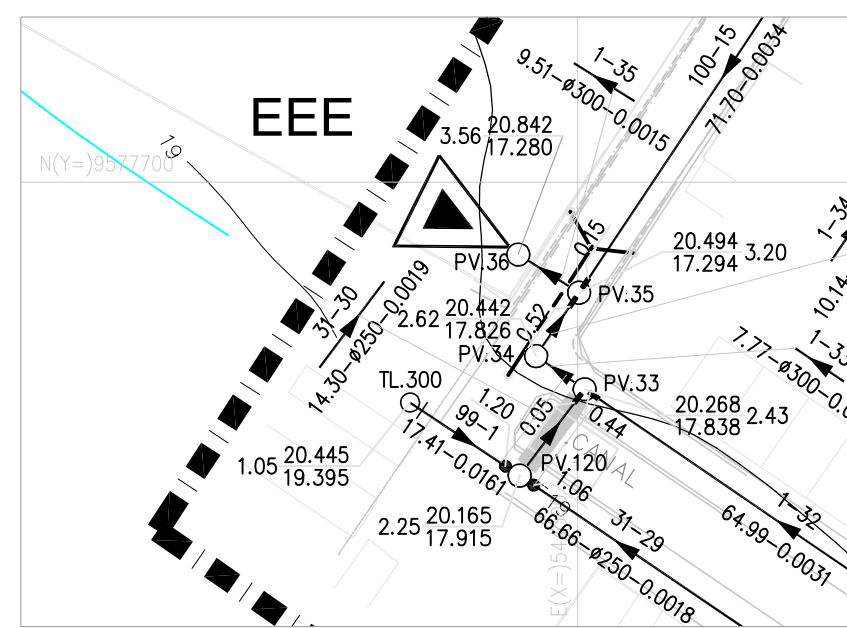 1-35
9.51-ø300-0.0015
100-15
71.70-0.0034
EEE
3.56 20.842
17.280
19
N(Y=)9577700
1-34
10.14
0.15
20.494 3.20
17.294
PV.36
PV.35
31-30
14.30-ø250-0.0019
2.62 20.442
17.826
0.52
PV.34
7.77-ø300-0.0
1-33
TL.300
PV.33
1.20
99-1
17.41-0.0161
0.05
0.44
20.268 2.43
17.838
CANAL
1.05 20.445
19.395
PV.120
1.06
19
2.25 20.165
17.915
31-29
66.66-ø250-0.0018
1-32
64.99-0.0031
E(X=)54